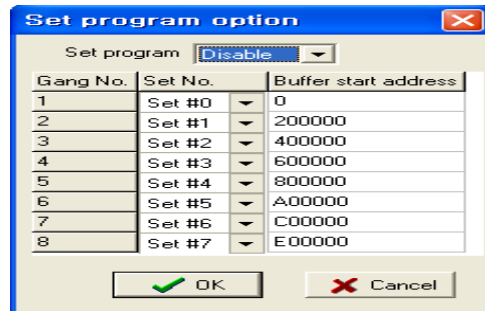 Set program option
Set program Disable
Gang No. Set No. Buffer start address
1 Set #0 0
2 Set #1 200000
3 Set #2 400000
4 Set #3 600000
5 Set #4 800000
6 Set #5 A00000
7 Set #6 C00000
8 Set #7 E00000
OK Cancel